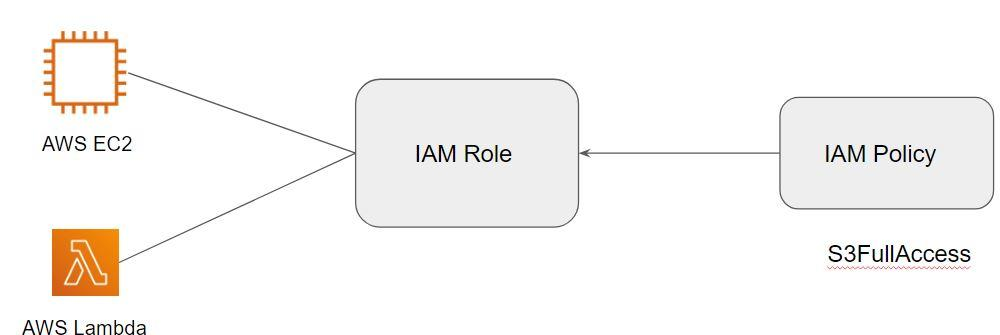 AWS EC2
IAM Role
IAM Policy
S3FullAccess
AWS Lambda